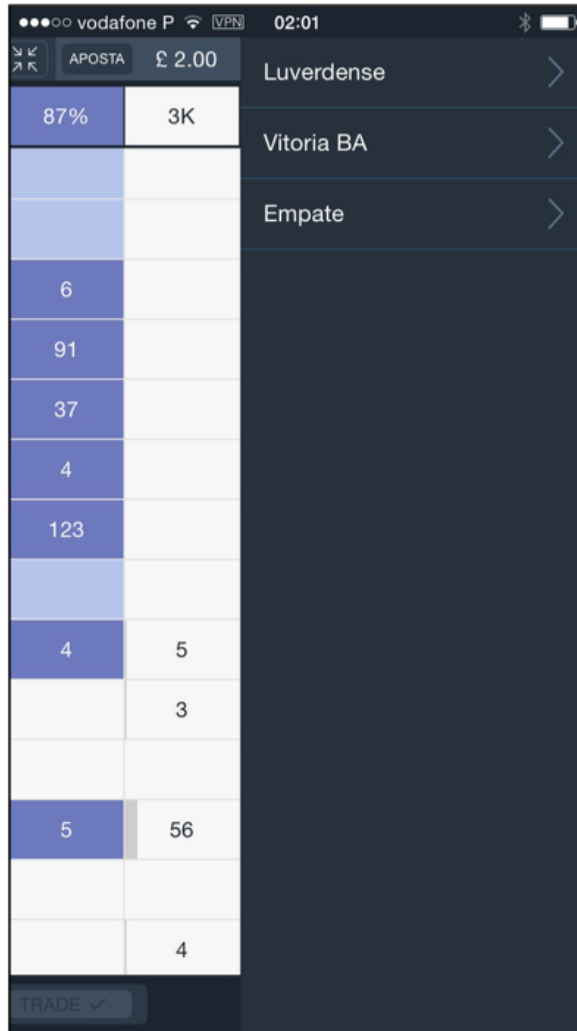 vodafone P VPN 02:01
APOSTA £ 2.00
87% 3K
6
91
37
4
123
4 5
3
5 56
4
TRADE ✓
Luverdense
Vitoria BA
Empate